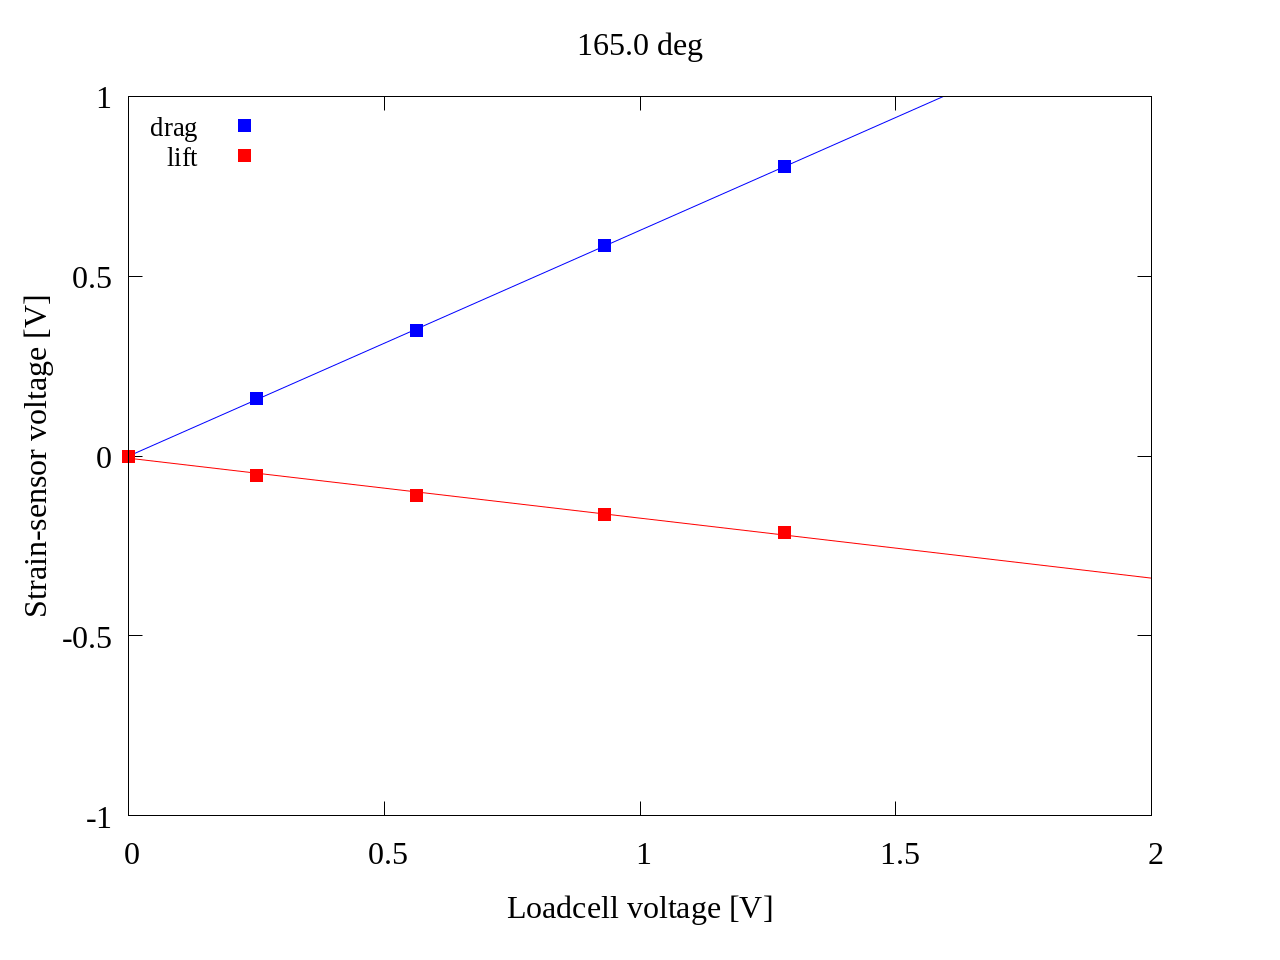 165.0 deg
1
drag
lift
0.5
0
-0.5
-1
Strain-sensor voltage [V]
0 0.5 1 1.5 2
Loadcell voltage [V]